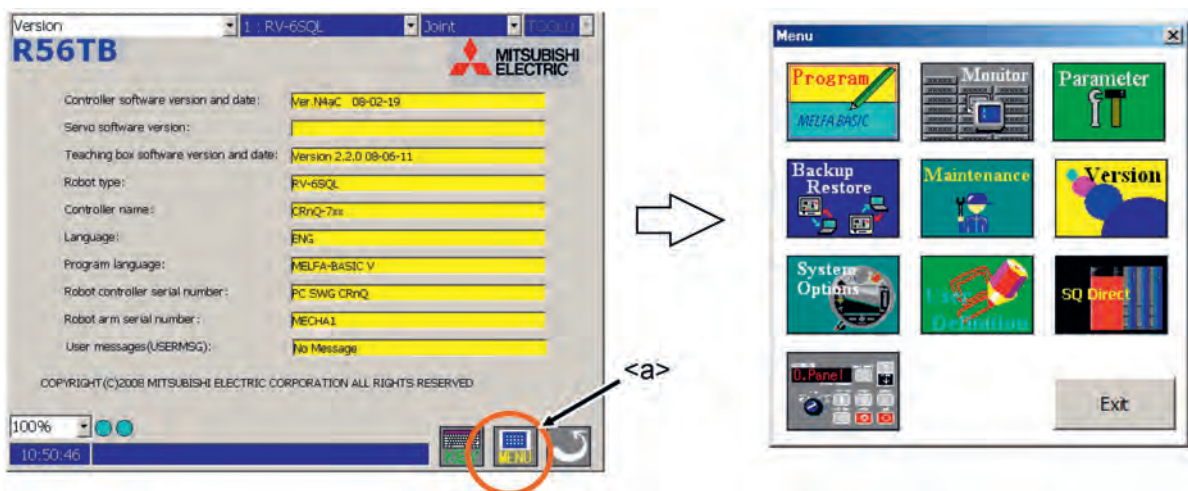 Version 1 : RV-6SQL Joint
R56TB
MITSUBISHI
ELECTRIC
Controller software version and date: Ver.N4aC 08-02-19
Servo software version:
Teaching box software version and date: Version 2.2.0 08-06-11
Robot type: RV-6SQL
Controller name: CRnQ-7xx
Language: ENG
Program language: MELFA-BASIC V
Robot controller serial number: PC SWG CRnQ
Robot arm serial number: MECHA1
User messages(USERMSG): No Message
COPYRIGHT(C)2008 MITSUBISHI ELECTRIC CORPORATION ALL RIGHTS RESERVED
<a>
100%
10:50:46
MENU
Menu
Program
MELFA BASIC
Monitor
Parameter
Backup
Restore
Maintenance
Version
System
Options
User
Definition
SQ Direct
O.Panel
Exit